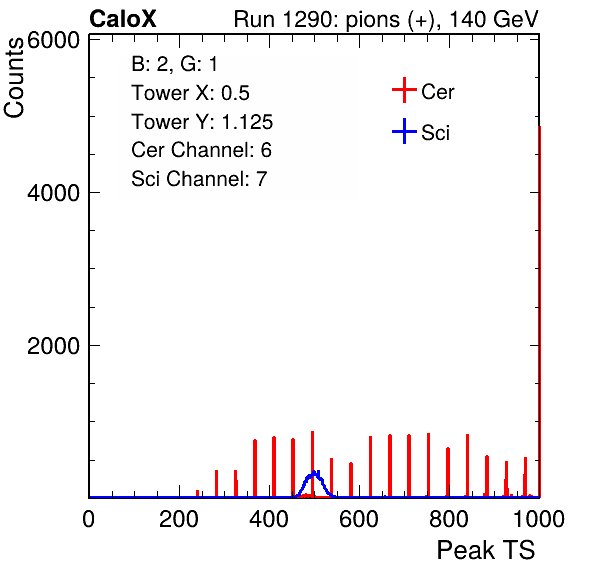 CaloX Run 1290: pions (+), 140 GeV
Counts
6000
4000
2000
B: 2, G: 1
Tower X: 0.5
Tower Y: 1.125
Cer Channel: 6
Sci Channel: 7
Cer
Sci
0 200 400 600 800 1000
Peak TS